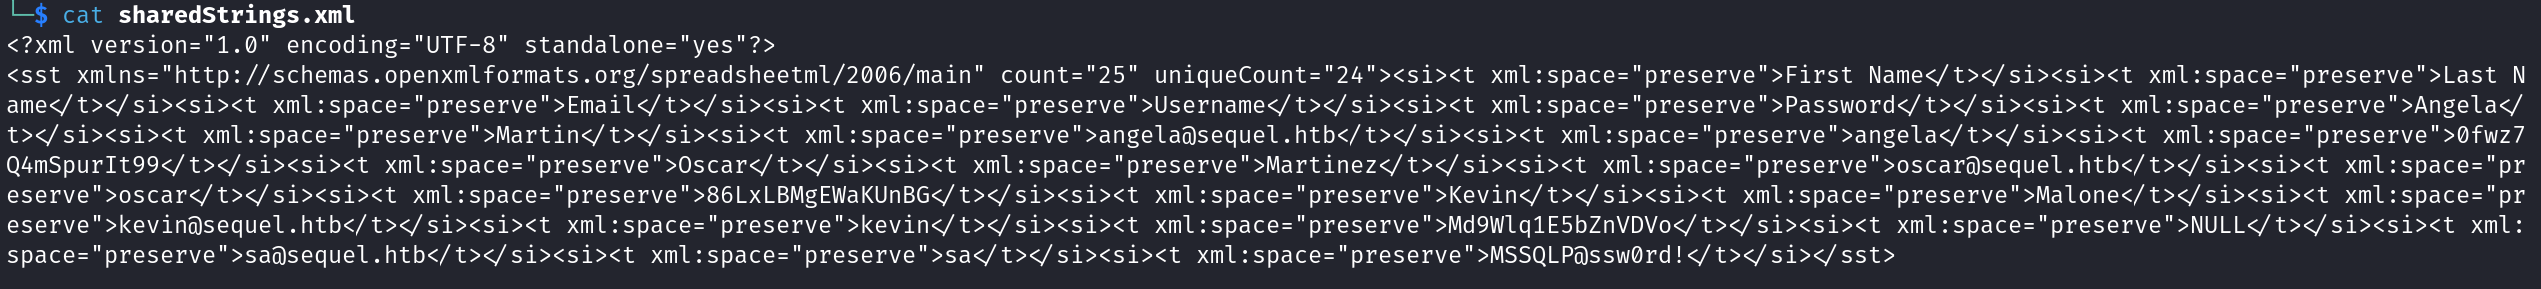 └─$ cat sharedStrings.xml
<?xml version="1.0" encoding="UTF-8" standalone="yes"?>
<sst xmlns="http://schemas.openxmlformats.org/spreadsheetml/2006/main" count="25" uniqueCount="24"><si><t xml:space="preserve">First Name</t></si><si><t xml:space="preserve">Last N
ame</t></si><si><t xml:space="preserve">Email</t></si><si><t xml:space="preserve">Username</t></si><si><t xml:space="preserve">Password</t></si><si><t xml:space="preserve">Angela</
t></si><si><t xml:space="preserve">Martin</t></si><si><t xml:space="preserve">angela@sequel.htb</t></si><si><t xml:space="preserve">angela</t></si><si><t xml:space="preserve">0fwz7
Q4mSpurIt99</t></si><si><t xml:space="preserve">Oscar</t></si><si><t xml:space="preserve">Martinez</t></si><si><t xml:space="preserve">oscar@sequel.htb</t></si><si><t xml:space="pr
eserve">oscar</t></si><si><t xml:space="preserve">86LxLBMgEWaKUnBG</t></si><si><t xml:space="preserve">Kevin</t></si><si><t xml:space="preserve">Malone</t></si><si><t xml:space="pr
eserve">kevin@sequel.htb</t></si><si><t xml:space="preserve">kevin</t></si><si><t xml:space="preserve">Md9Wlq1E5bZnVDVo</t></si><si><t xml:space="preserve">NULL</t></si><si><t xml:
space="preserve">sa@sequel.htb</t></si><si><t xml:space="preserve">sa</t></si><si><t xml:space="preserve">MSSQLP@ssw0rd!</t></si></sst>